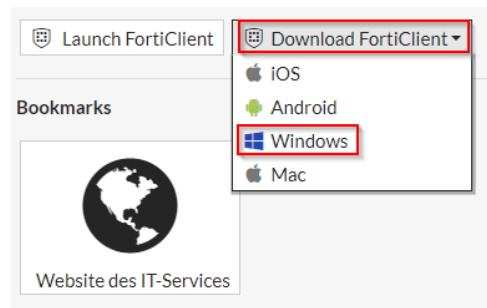 Launch FortiClient
Download FortiClient
iOS
Android
Windows
Mac
Bookmarks
Website des IT-Services